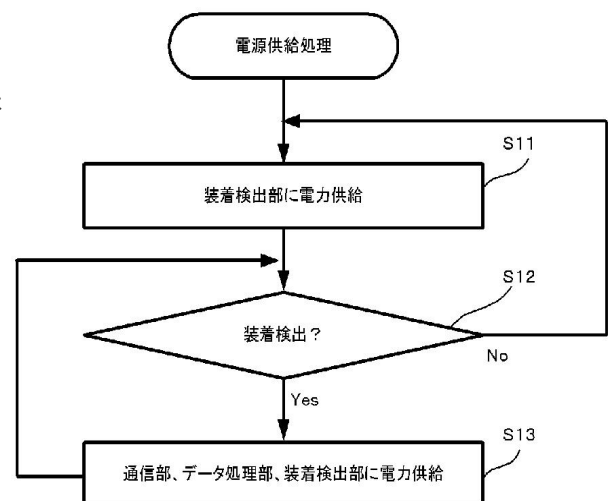 電源供給処理
S11
装着検出部に電力供給
S12
装着検出？
No
Yes
S13
通信部、データ処理部、装着検出部に電力供給